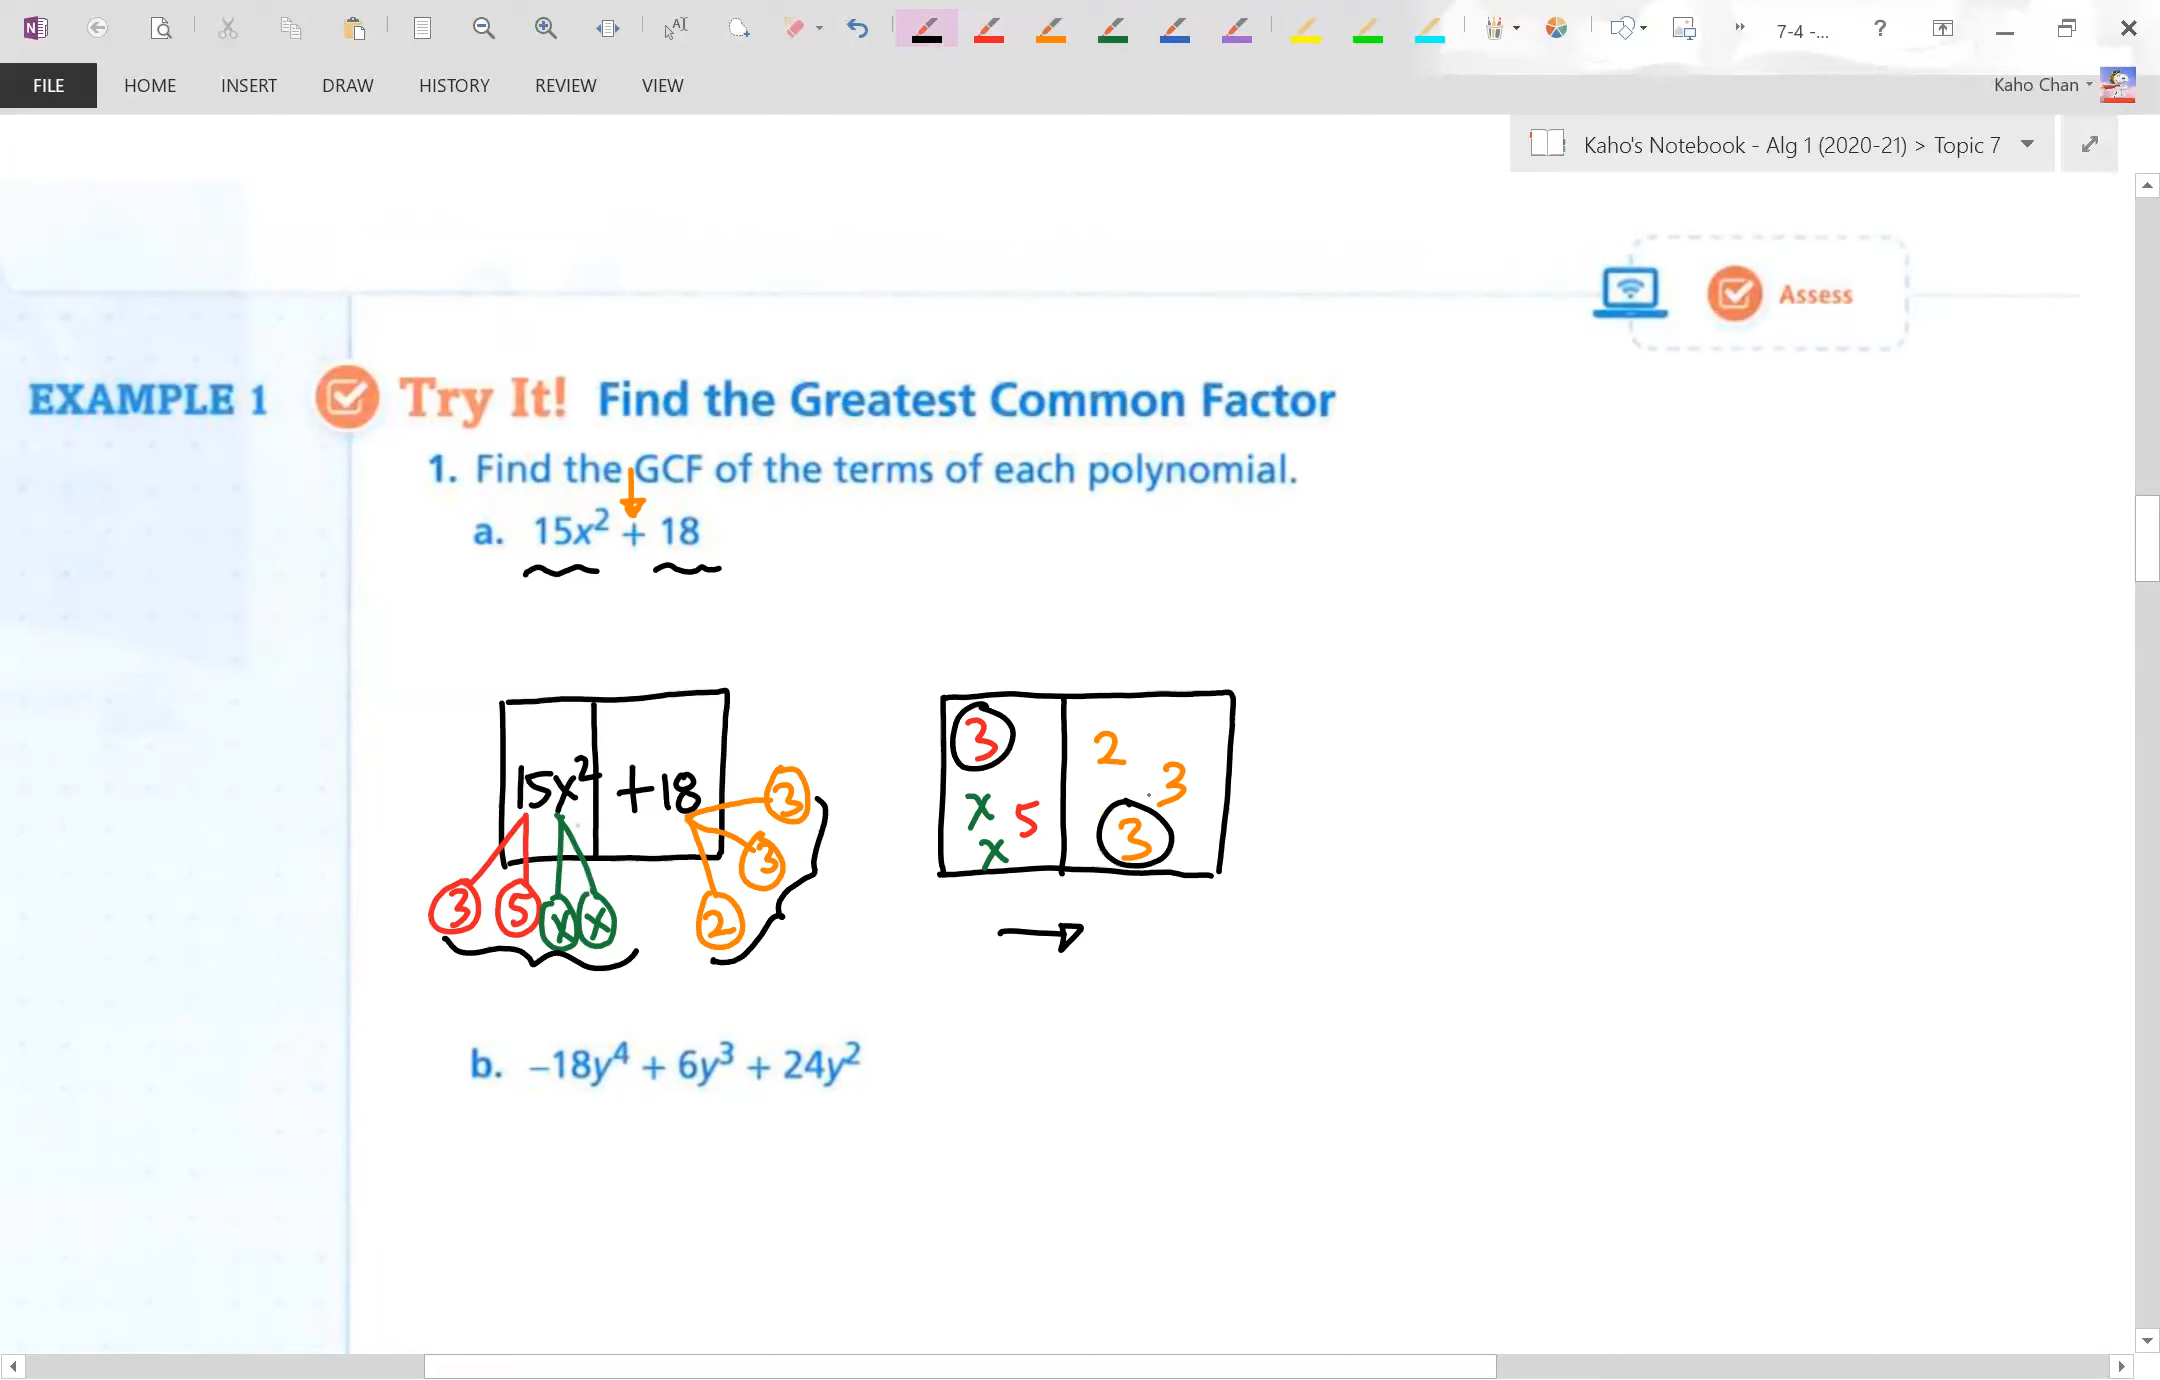 7-4 -... ?
FILE HOME INSERT DRAW HISTORY REVIEW VIEW Kaho Chan
Kaho's Notebook - Alg 1 (2020-21) > Topic 7
Assess
EXAMPLE 1 Try It! Find the Greatest Common Factor
1. Find the GCF of the terms of each polynomial.
a. 15x² + 18
15x² +18
3 5 x x
3
3
2
3
x 5
x
2
3
3
b. –18y⁴ + 6y³ + 24y²